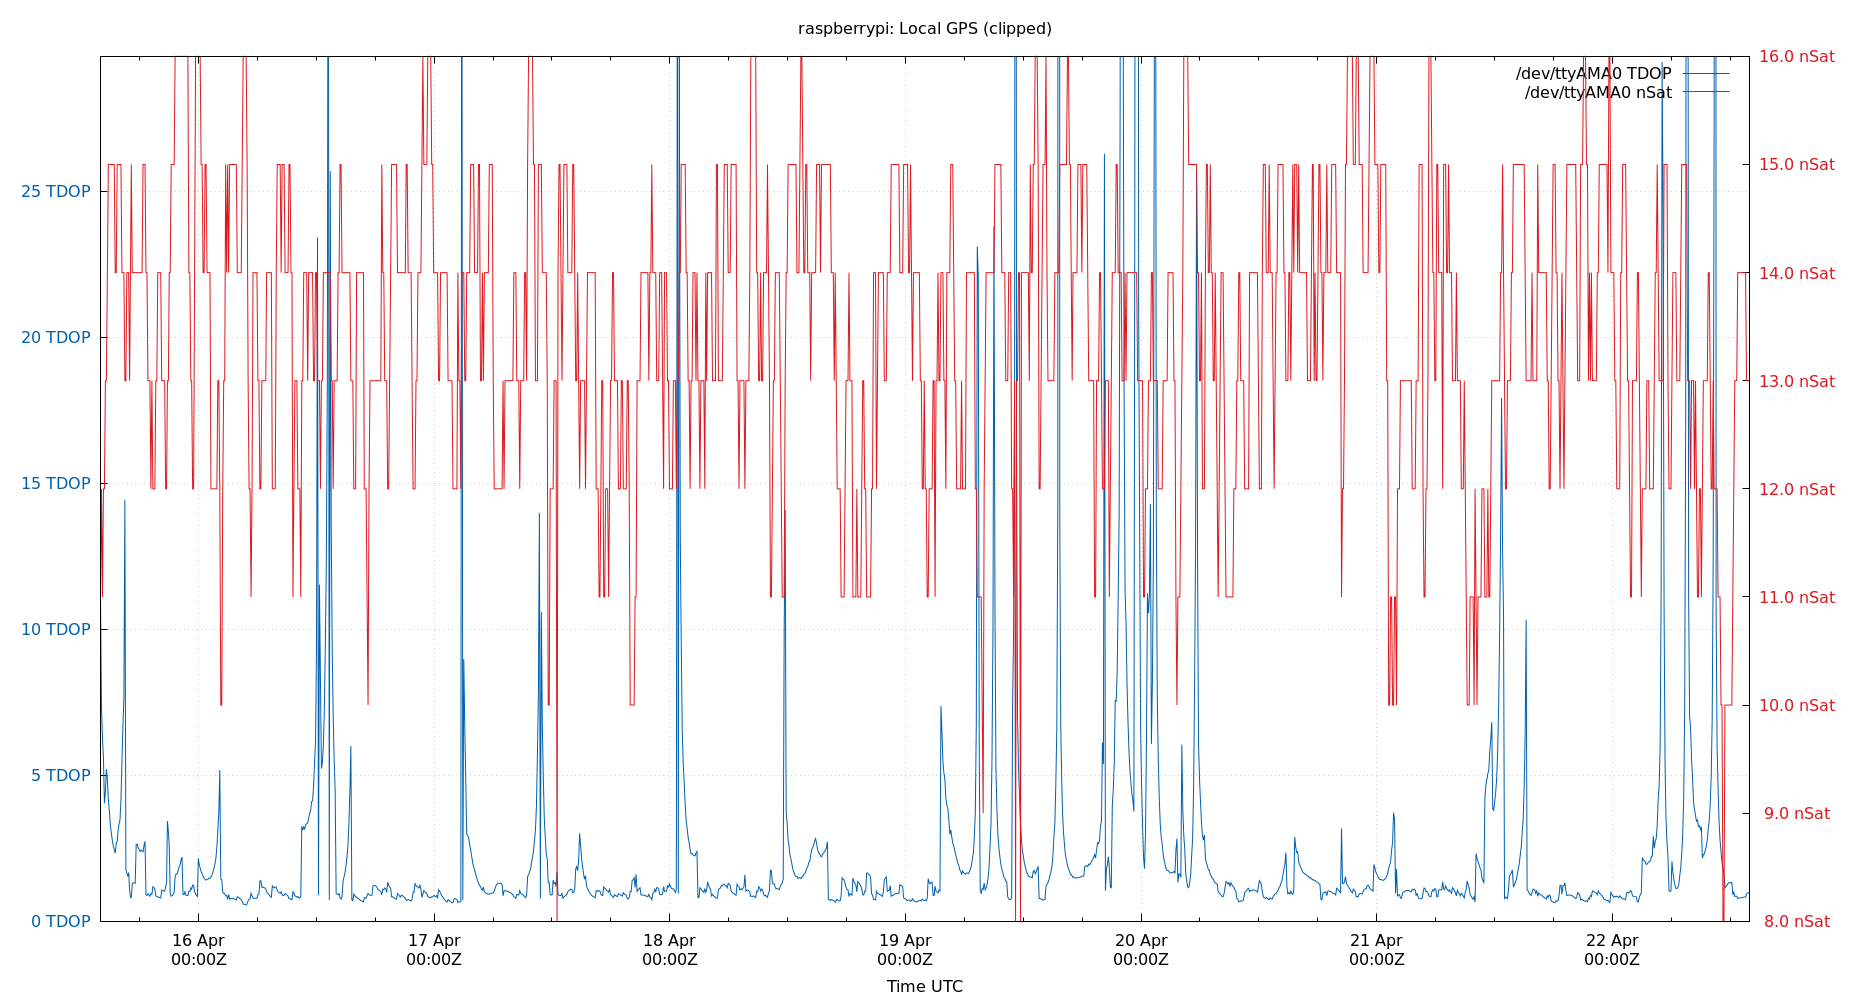 raspberrypi: Local GPS (clipped)
/dev/ttyAMA0 TDOP
/dev/ttyAMA0 nSat
25 TDOP
20 TDOP
15 TDOP
10 TDOP
5 TDOP
0 TDOP
16.0 nSat
15.0 nSat
14.0 nSat
13.0 nSat
12.0 nSat
11.0 nSat
10.0 nSat
9.0 nSat
8.0 nSat
16 Apr
00:00Z
17 Apr
00:00Z
18 Apr
00:00Z
19 Apr
00:00Z
20 Apr
00:00Z
21 Apr
00:00Z
22 Apr
00:00Z
Time UTC